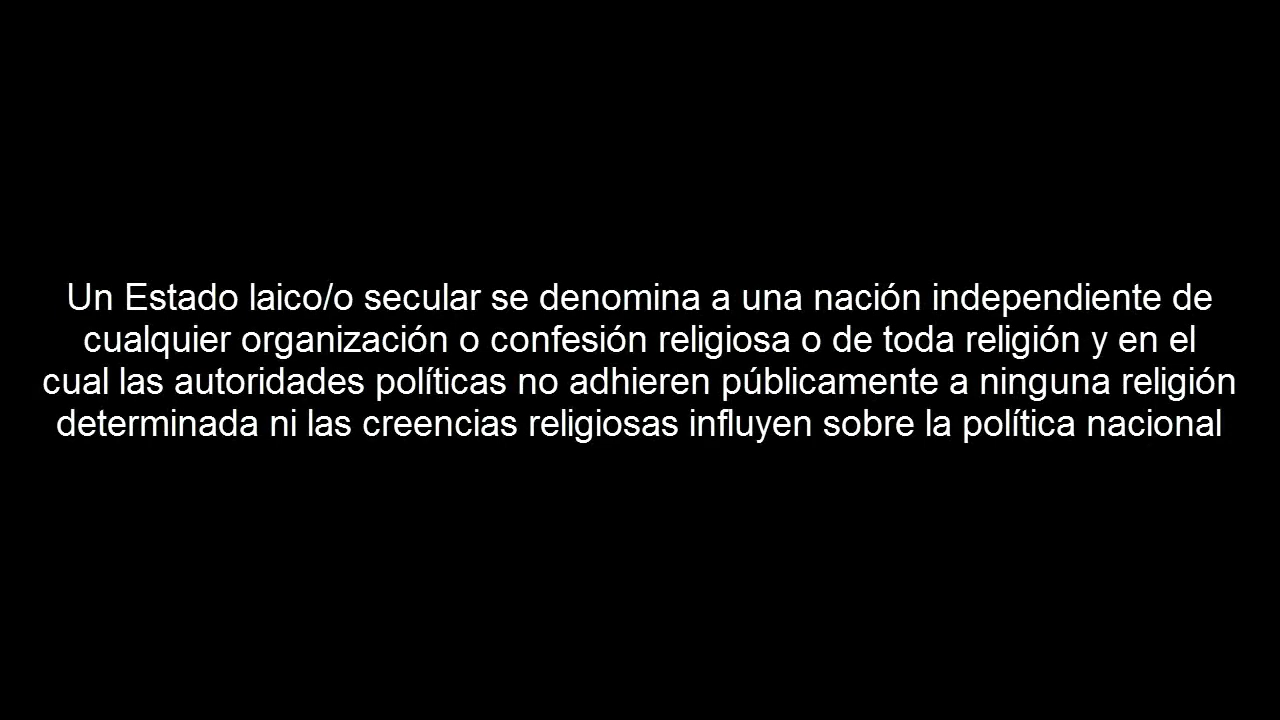 Un Estado laico/o secular se denomina a una nación independiente de
cualquier organización o confesión religiosa o de toda religión y en el
cual las autoridades políticas no adhieren públicamente a ninguna religión
determinada ni las creencias religiosas influyen sobre la política nacional